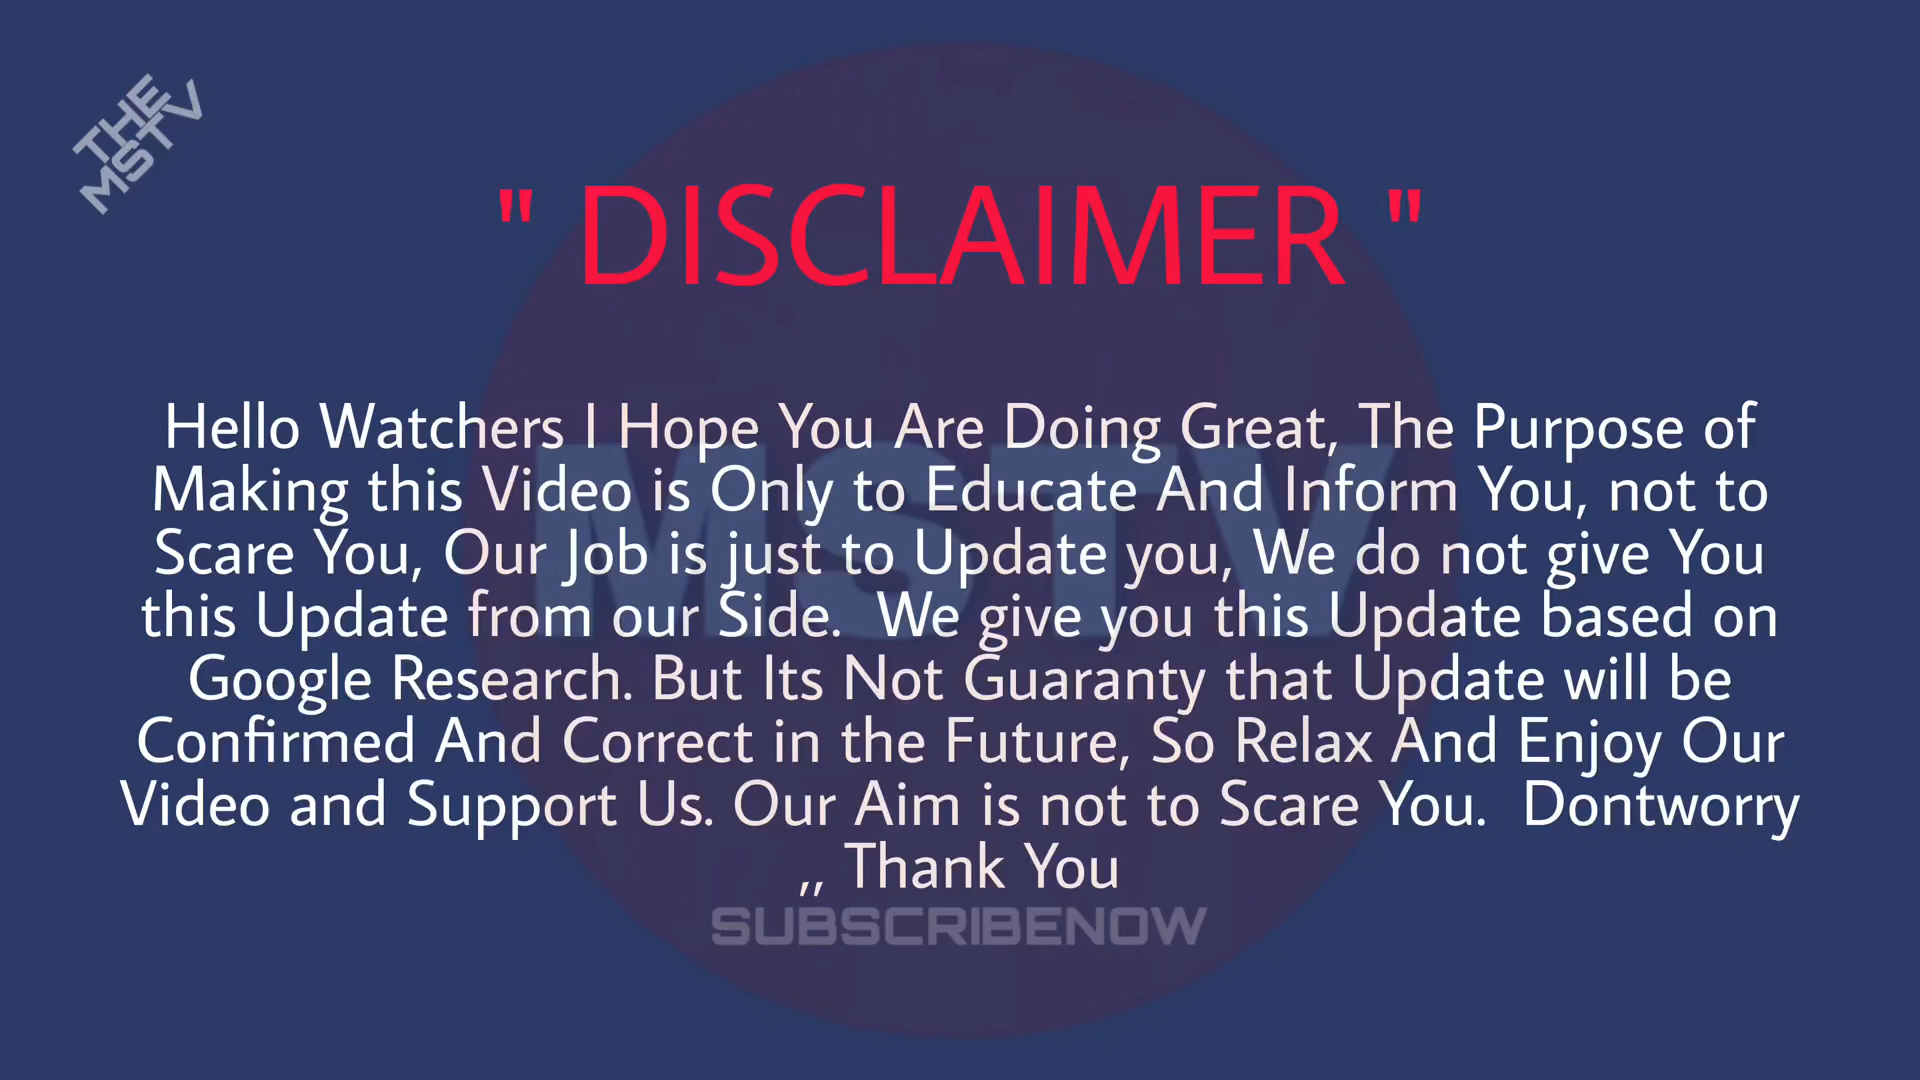 THE
MSTV
" DISCLAIMER "
Hello Watchers I Hope You Are Doing Great, The Purpose of
Making this Video is Only to Educate And Inform You, not to
Scare You, Our Job is just to Update you, We do not give You
this Update from our Side.  We give you this Update based on
Google Research. But Its Not Guaranty that Update will be
Confirmed And Correct in the Future, So Relax And Enjoy Our
Video and Support Us. Our Aim is not to Scare You.  Dontworry
,, Thank You
MSTV
SUBSCRIBENOW